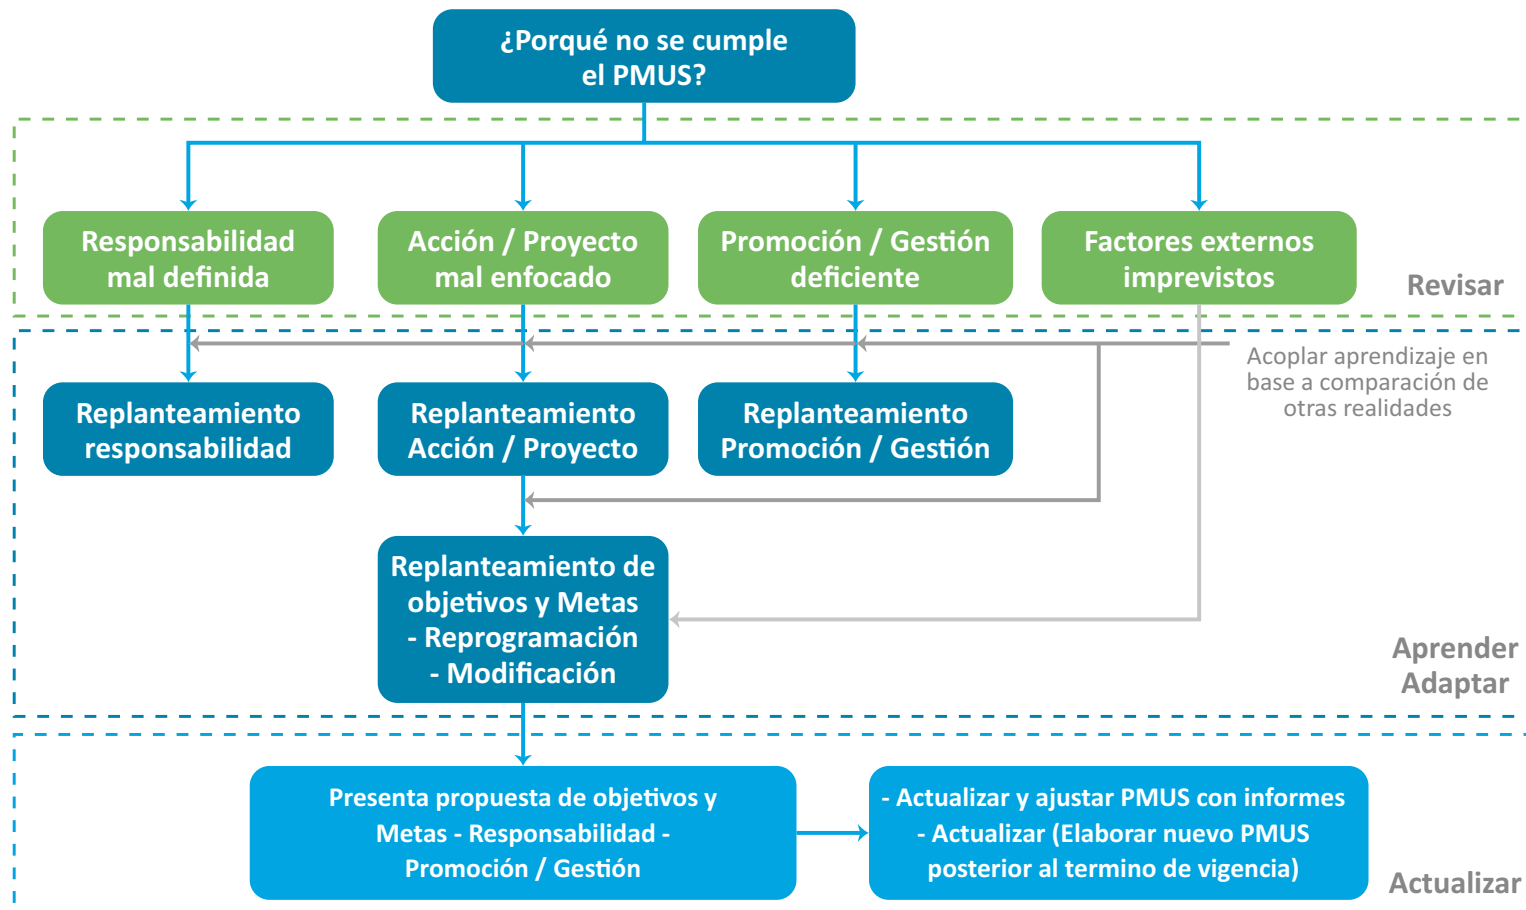 ¿Porqué no se cumple
el PMUS?
Responsabilidad
mal definida
Acción / Proyecto
mal enfocado
Promoción / Gestión
deficiente
Factores externos
imprevistos
Revisar
Acoplar aprendizaje en
base a comparación de
otras realidades
Replanteamiento
responsabilidad
Replanteamiento
Acción / Proyecto
Replanteamiento
Promoción / Gestión
Replanteamiento de
objetivos y Metas
- Reprogramación
- Modificación
Aprender
Adaptar
Presenta propuesta de objetivos y
Metas - Responsabilidad -
Promoción / Gestión
- Actualizar y ajustar PMUS con informes
- Actualizar (Elaborar nuevo PMUS
posterior al termino de vigencia)
Actualizar